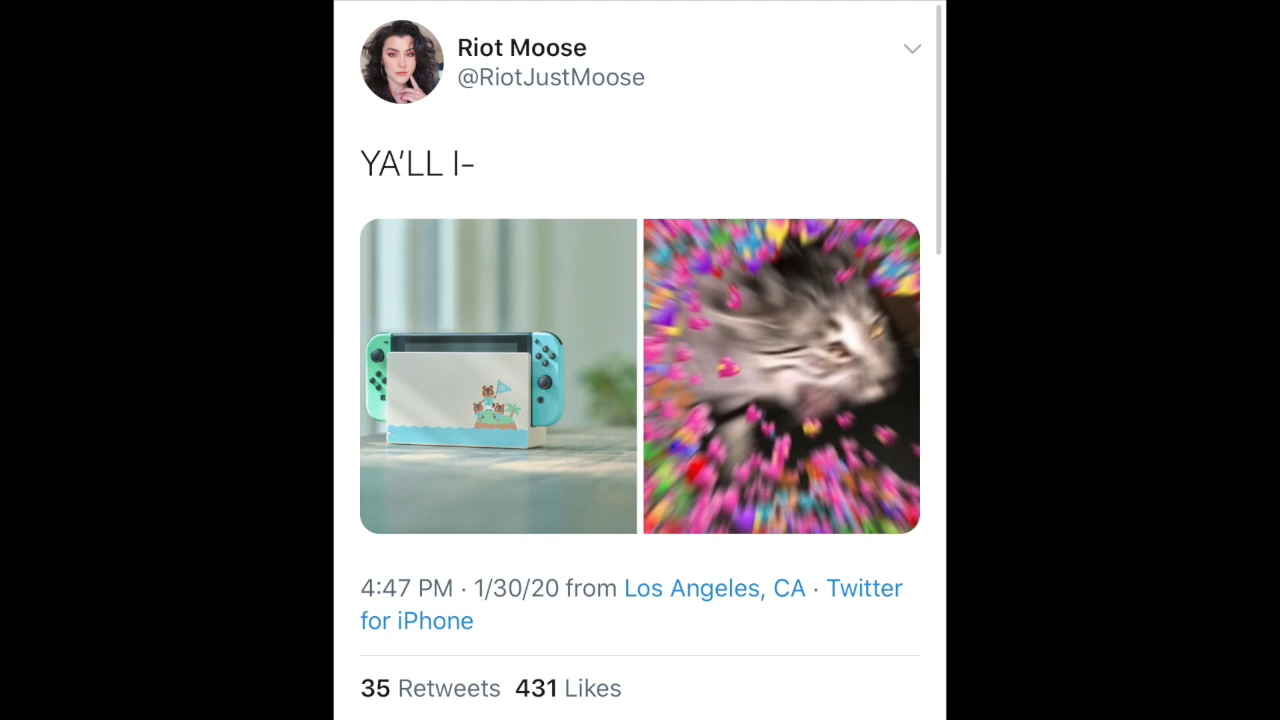 Riot Moose
@RiotJustMoose
YA’LL I-
4:47 PM · 1/30/20 from Los Angeles, CA · Twitter
for iPhone
35 Retweets 431 Likes